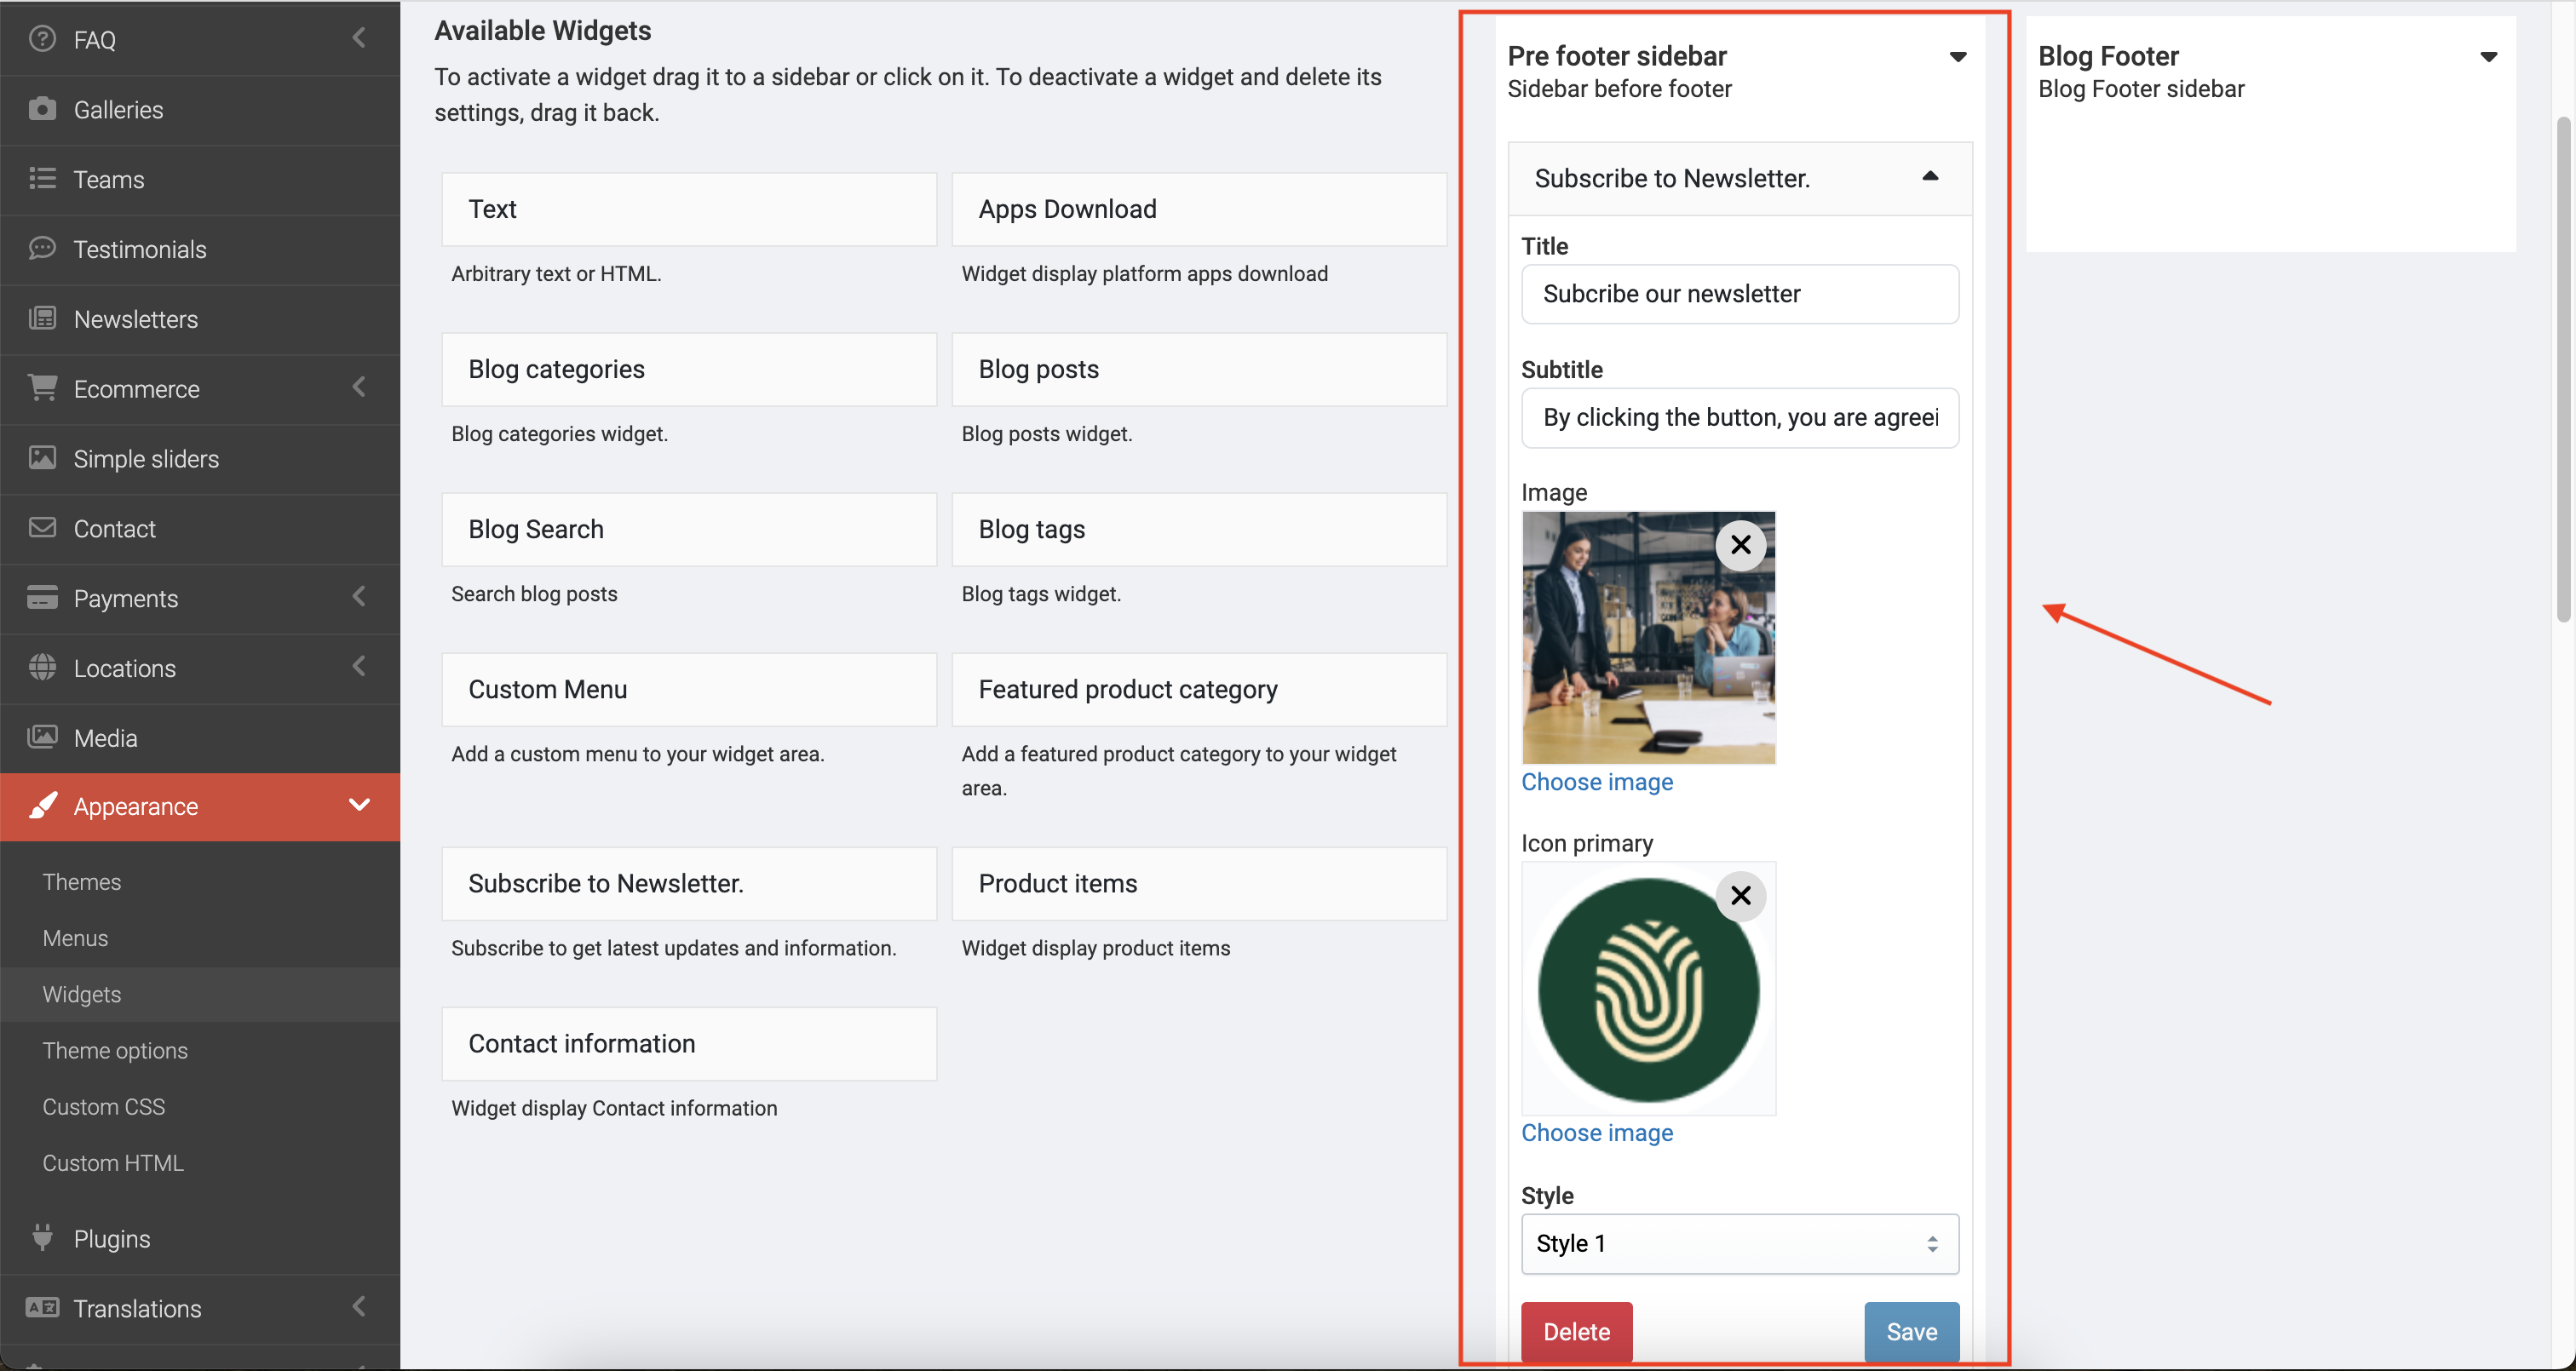 FAQ
Galleries
Teams
Testimonials
Newsletters
Ecommerce
Simple sliders
Contact
Payments
Locations
Media
Appearance
Themes
Menus
Widgets
Theme options
Custom CSS
Custom HTML
Plugins
Translations
Available Widgets
To activate a widget drag it to a sidebar or click on it. To deactivate a widget and delete its
settings, drag it back.
Text
Arbitrary text or HTML.
Apps Download
Widget display platform apps download
Blog categories
Blog categories widget.
Blog posts
Blog posts widget.
Blog Search
Search blog posts
Blog tags
Blog tags widget.
Custom Menu
Add a custom menu to your widget area.
Featured product category
Add a featured product category to your widget
area.
Subscribe to Newsletter.
Subscribe to get latest updates and information.
Product items
Widget display product items
Contact information
Widget display Contact information
Pre footer sidebar
Sidebar before footer
Subscribe to Newsletter.
Title
Subcribe our newsletter
Subtitle
By clicking the button, you are agreei
Image
Choose image
Icon primary
Choose image
Style
Style 1
Delete
Save
Blog Footer
Blog Footer sidebar